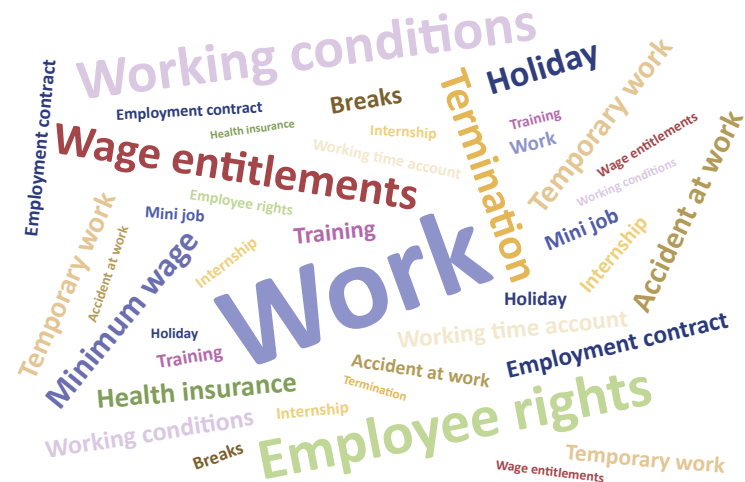 Working conditions
Holiday
Employment contract
Employment contract
Breaks
Termination
Temporary work
Health insurance
Internship
Training
Work
Wage entitlements
Wage entitlements
Working time account
Working conditions
Accident at work
Employee rights
Mini job
Training
Mini job
Internship
Temporary work
Accident at work
Minimum wage
Internship
Work
Holiday
Holiday
Working time account
Training
Employment contract
Accident at work
Health insurance
Termination
Employee rights
Internship
Working conditions
Breaks
Temporary work
Wage entitlements